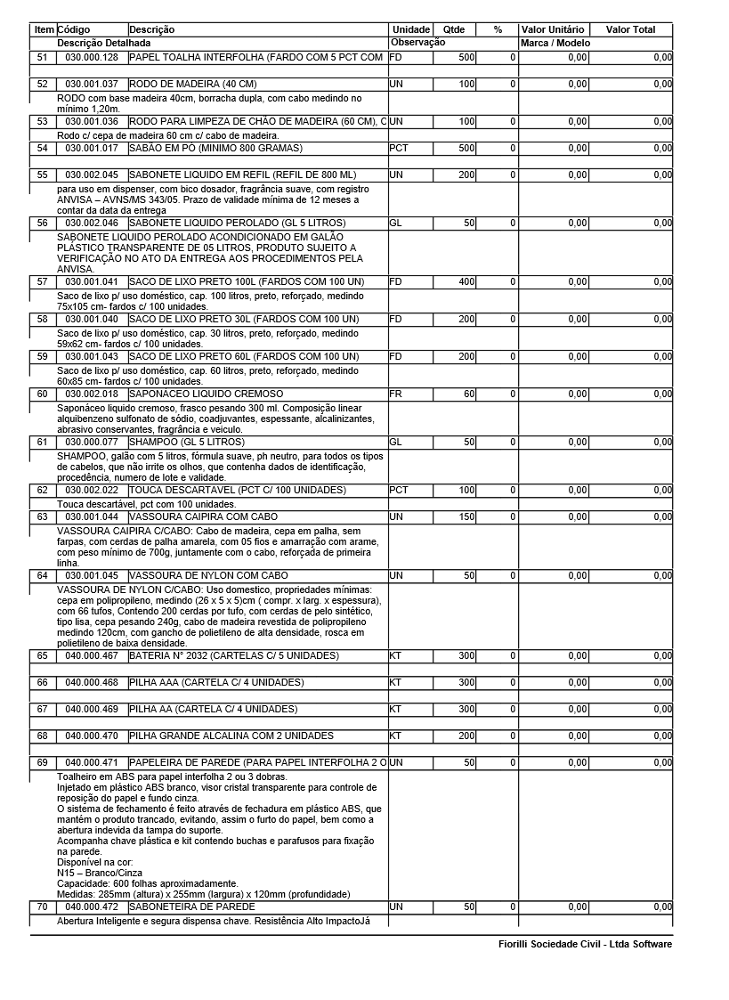 Item Código Descrição Unidade Qtde % Valor Unitário Valor Total
Descrição Detalhada Observação Marca / Modelo
51 030.000.128 PAPEL TOALHA INTERFOLHA (FARDO COM 5 PCT COM FD 500 0 0,00 0,00
52 030.001.037 RODO DE MADEIRA (40 CM) UN 100 0 0,00 0,00
RODO com base madeira 40cm, borracha dupla, com cabo medindo no
mínimo 1,20m.
53 030.001.036 RODO PARA LIMPEZA DE CHÃO DE MADEIRA (60 CM), C UN 100 0 0,00 0,00
Rodo c/ cepa de madeira 60 cm c/ cabo de madeira.
54 030.001.017 SABÃO EM PÓ (MINIMO 800 GRAMAS) PCT 500 0 0,00 0,00
55 030.002.045 SABONETE LIQUIDO EM REFIL (REFIL DE 800 ML) UN 200 0 0,00 0,00
para uso em dispenser, com bico dosador, fragrância suave, com registro
ANVISA – AVNS/MS 343/05. Prazo de validade mínima de 12 meses a
contar da data da entrega
56 030.002.046 SABONETE LIQUIDO PEROLADO (GL 5 LITROS) GL 50 0 0,00 0,00
SABONETE LIQUIDO PEROLADO ACONDICIONADO EM GALÃO
PLÁSTICO TRANSPARENTE DE 05 LITROS, PRODUTO SUJEITO A
VERIFICAÇÃO NO ATO DA ENTREGA AOS PROCEDIMENTOS PELA
ANVISA.
57 030.001.041 SACO DE LIXO PRETO 100L (FARDOS COM 100 UN) FD 400 0 0,00 0,00
Saco de lixo p/ uso doméstico, cap. 100 litros, preto, reforçado, medindo
75x105 cm- fardos c/ 100 unidades.
58 030.001.040 SACO DE LIXO PRETO 30L (FARDOS COM 100 UN) FD 200 0 0,00 0,00
Saco de lixo p/ uso doméstico, cap. 30 litros, preto, reforçado, medindo
59x62 cm- fardos c/ 100 unidades.
59 030.001.043 SACO DE LIXO PRETO 60L (FARDOS COM 100 UN) FD 200 0 0,00 0,00
Saco de lixo p/ uso doméstico, cap. 60 litros, preto, reforçado, medindo
60x85 cm- fardos c/ 100 unidades.
60 030.002.018 SAPONÁCEO LIQUIDO CREMOSO FR 60 0 0,00 0,00
Saponáceo liquido cremoso, frasco pesando 300 ml. Composição linear
alquibenzeno sulfonato de sódio, coadjuvantes, espessante, alcalinizantes,
abrasivo conservantes, fragrância e veiculo.
61 030.000.077 SHAMPOO (GL 5 LITROS) GL 50 0 0,00 0,00
SHAMPOO, galão com 5 litros, fórmula suave, ph neutro, para todos os tipos
de cabelos, que não irrite os olhos, que contenha dados de identificação,
procedência, numero de lote e validade.
62 030.002.022 TOUCA DESCARTAVEL (PCT C/ 100 UNIDADES) PCT 100 0 0,00 0,00
Touca descartável, pct com 100 unidades.
63 030.001.044 VASSOURA CAIPIRA COM CABO UN 150 0 0,00 0,00
VASSOURA CAIPIRA C/CABO: Cabo de madeira, cepa em palha, sem
farpas, com cerdas de palha amarela, com 05 fios e amarração com arame,
com peso mínimo de 700g, juntamente com o cabo, reforçada de primeira
linha.
64 030.001.045 VASSOURA DE NYLON COM CABO UN 50 0 0,00 0,00
VASSOURA DE NYLON C/CABO: Uso domestico, propriedades mínimas:
cepa em polipropileno, medindo (26 x 5 x 5)cm ( compr. x larg. x espessura),
com 66 tufos, Contendo 200 cerdas por tufo, com cerdas de pelo sintético,
tipo lisa, cepa pesando 240g, cabo de madeira revestida de polipropileno
medindo 120cm, com gancho de polietileno de alta densidade, rosca em
polietileno de baixa densidade.
65 040.000.467 BATERIA N° 2032 (CARTELAS C/ 5 UNIDADES) KT 300 0 0,00 0,00
66 040.000.468 PILHA AAA (CARTELA C/ 4 UNIDADES) KT 300 0 0,00 0,00
67 040.000.469 PILHA AA (CARTELA C/ 4 UNIDADES) KT 300 0 0,00 0,00
68 040.000.470 PILHA GRANDE ALCALINA COM 2 UNIDADES KT 200 0 0,00 0,00
69 040.000.471 PAPELEIRA DE PAREDE (PARA PAPEL INTERFOLHA 2 O UN 50 0 0,00 0,00
Toalheiro em ABS para papel interfolha 2 ou 3 dobras.
Injetado em plástico ABS branco, visor cristal transparente para controle de
reposição do papel e fundo cinza.
O sistema de fechamento é feito através de fechadura em plástico ABS, que
mantém o produto trancado, evitando, assim o furto do papel, bem como a
abertura indevida da tampa do suporte.
Acompanha chave plástica e kit contendo buchas e parafusos para fixação
na parede.
Disponível na cor:
N15 – Branco/Cinza
Capacidade: 600 folhas aproximadamente.
Medidas: 285mm (altura) x 255mm (largura) x 120mm (profundidade)
70 040.000.472 SABONETEIRA DE PAREDE UN 50 0 0,00 0,00
Abertura Inteligente e segura dispensa chave. Resistência Alto ImpactoJá
Fiorilli Sociedade Civil - Ltda Software